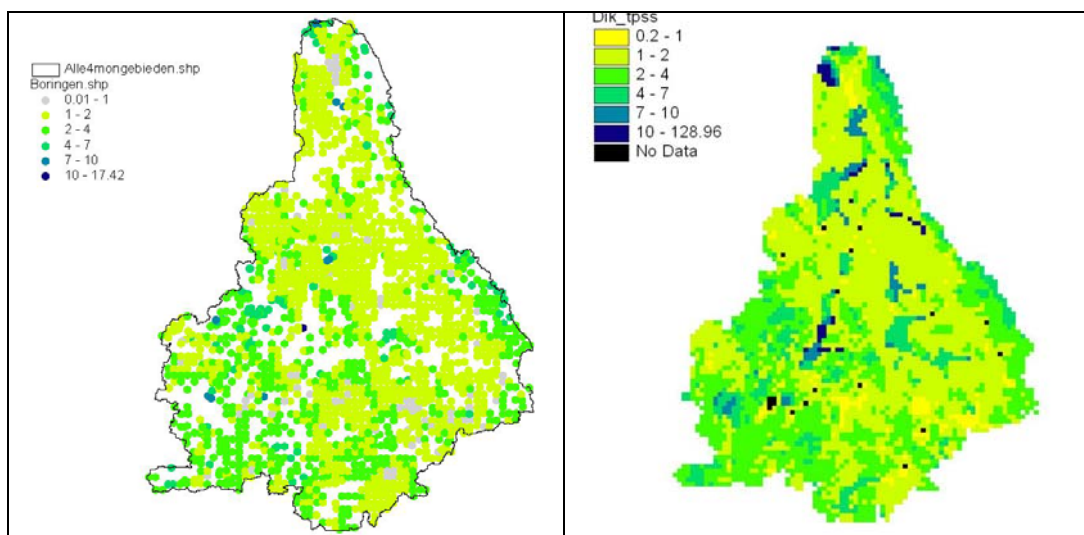 Alle4mongebieden.shp
Boringen.shp
0.01 - 1
1 - 2
2 - 4
4 - 7
7 - 10
10 - 17.42
Dik_tpss
0.2 - 1
1 - 2
2 - 4
4 - 7
7 - 10
10 - 128.96
No Data